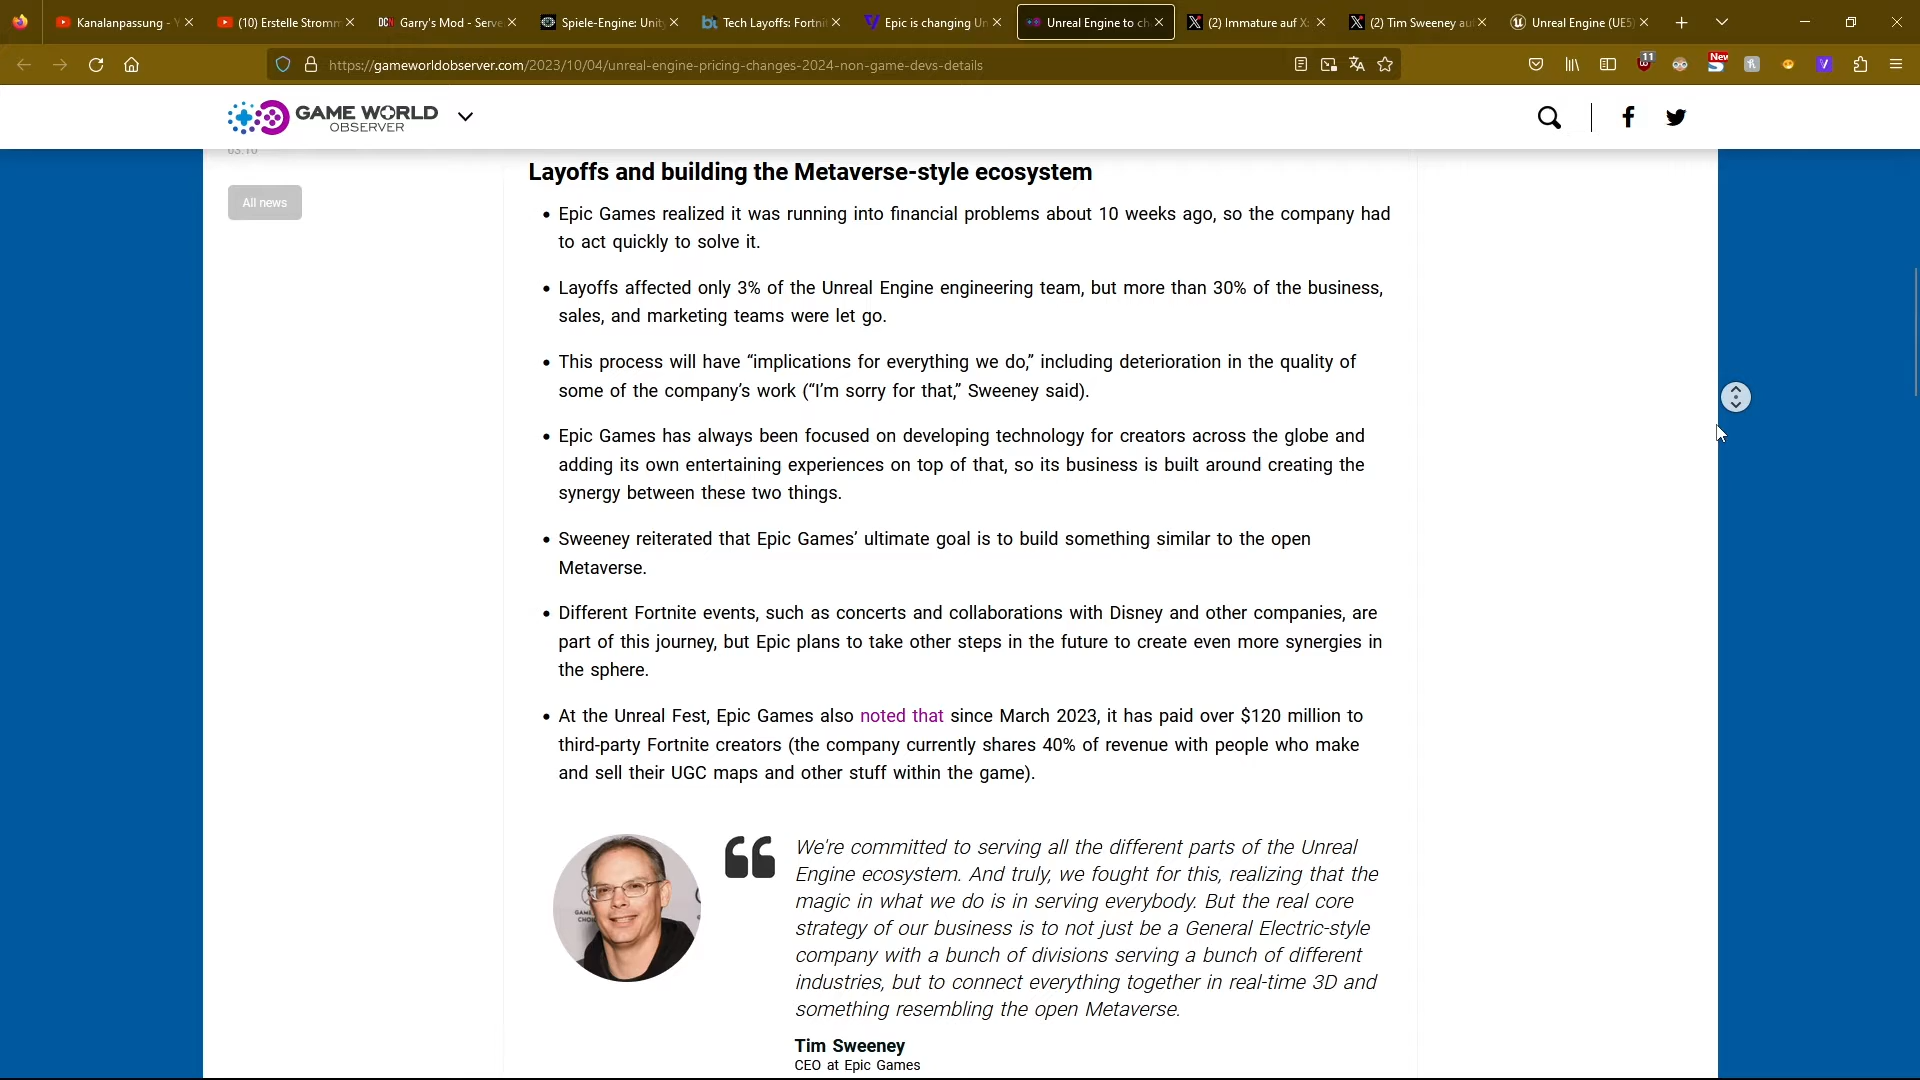 Kanalanpassung - Y
(10) Erstelle Stromm
Garry's Mod - Serve
Spiele-Engine: Unity
Tech Layoffs: Fortni
Epic is changing Un
Unreal Engine to ch
(2) Immature auf X:
(2) Tim Sweeney au
Unreal Engine (UE5
https://gameworldobserver.com/2023/10/04/unreal-engine-pricing-changes-2024-non-game-devs-details
11
New
GAME WORLD
OBSERVER
03.10
All news
Layoffs and building the Metaverse-style ecosystem
• Epic Games realized it was running into financial problems about 10 weeks ago, so the company had
to act quickly to solve it.
• Layoffs affected only 3% of the Unreal Engine engineering team, but more than 30% of the business,
sales, and marketing teams were let go.
• This process will have “implications for everything we do,” including deterioration in the quality of
some of the company’s work (“I’m sorry for that,” Sweeney said).
• Epic Games has always been focused on developing technology for creators across the globe and
adding its own entertaining experiences on top of that, so its business is built around creating the
synergy between these two things.
• Sweeney reiterated that Epic Games’ ultimate goal is to build something similar to the open
Metaverse.
• Different Fortnite events, such as concerts and collaborations with Disney and other companies, are
part of this journey, but Epic plans to take other steps in the future to create even more synergies in
the sphere.
• At the Unreal Fest, Epic Games also noted that since March 2023, it has paid over $120 million to
third-party Fortnite creators (the company currently shares 40% of revenue with people who make
and sell their UGC maps and other stuff within the game).
We're committed to serving all the different parts of the Unreal
Engine ecosystem. And truly, we fought for this, realizing that the
magic in what we do is in serving everybody. But the real core
strategy of our business is to not just be a General Electric-style
company with a bunch of divisions serving a bunch of different
industries, but to connect everything together in real-time 3D and
something resembling the open Metaverse.
Tim Sweeney
CEO at Epic Games